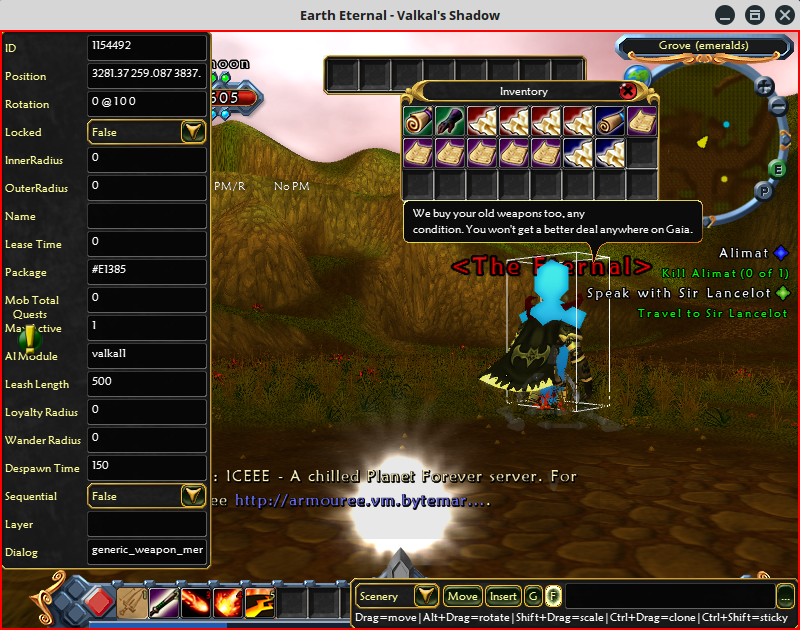 Earth Eternal - Valkal's Shadow
ID 1154492
Position 3281.37 259.087 3837.
Rotation 0 @ 1 0 0
Locked False
InnerRadius 0
OuterRadius 0
Name
Lease Time 0
Package #E1385
Mob Total 0
Quests
Max Active 1
AI Module valkal1
Leash Length 500
Loyalty Radius 0
Wander Radius 0
Despawn Time 150
Sequential False
Layer
Dialog generic_weapon_mer
noon
605
PM/R No PM
Inventory
Grove (emeralds)
E
P
We buy your old weapons too, any
condition. You won't get a better deal anywhere on Gaia.
<The Eternal>
Alimat
Kill Alimat (0 of 1)
Speak with Sir Lancelot
Travel to Sir Lancelot
: ICEEE - A chilled Planet Forever server. For
ee http://armouree.vm.bytemar....
Scenery Move Insert G F ...
Drag=move|Alt+Drag=rotate|Shift+Drag=scale|Ctrl+Drag=clone|Ctrl+Shift=sticky